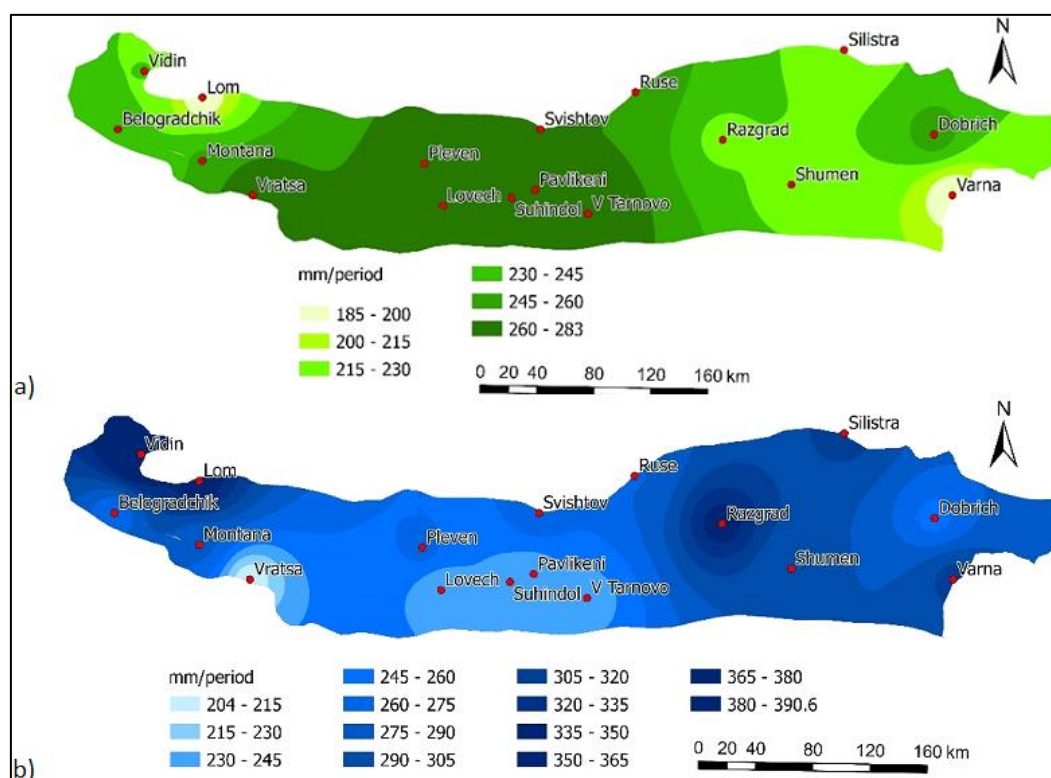 N
Silistra
Vidin
Lom
Ruse
Belogradchik
Svishtov
Razgrad
Dobrich
Montana
Pleven
Vratsa
Pavlikeni
Shumen
Varna
Lovech
Suhindol
V Tarnovo
mm/period
185 - 200
200 - 215
215 - 230
230 - 245
245 - 260
260 - 283
0 20 40 80 120 160 km
a)
N
Silistra
Vidin
Lom
Ruse
Belogradchik
Svishtov
Razgrad
Dobrich
Montana
Pleven
Vratsa
Pavlikeni
Shumen
Varna
Lovech
Suhindol
V Tarnovo
mm/period
204 - 215
215 - 230
230 - 245
245 - 260
260 - 275
275 - 290
290 - 305
305 - 320
320 - 335
335 - 350
350 - 365
365 - 380
380 - 390.6
0 20 40 80 120 160 km
b)